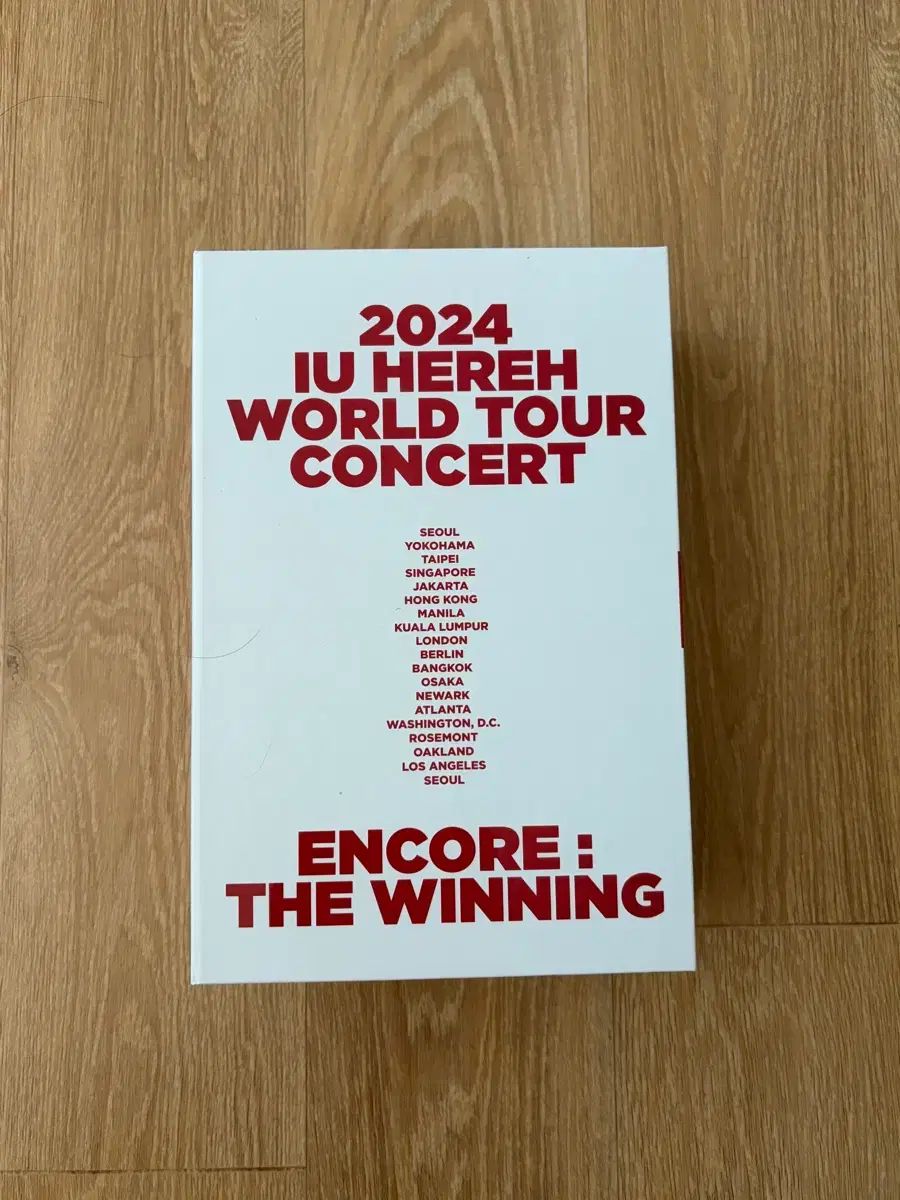 2024
IU HEREH
WORLD TOUR
CONCERT
SEOUL
YOKOHAMA
TAIPEI
SINGAPORE
JAKARTA
HONG KONG
MANILA
KUALA LUMPUR
LONDON
BERLIN
BANGKOK
OSAKA
NEWARK
ATLANTA
WASHINGTON, D.C.
ROSEMONT
OAKLAND
LOS ANGELES
SEOUL
ENCORE :
THE WINNING